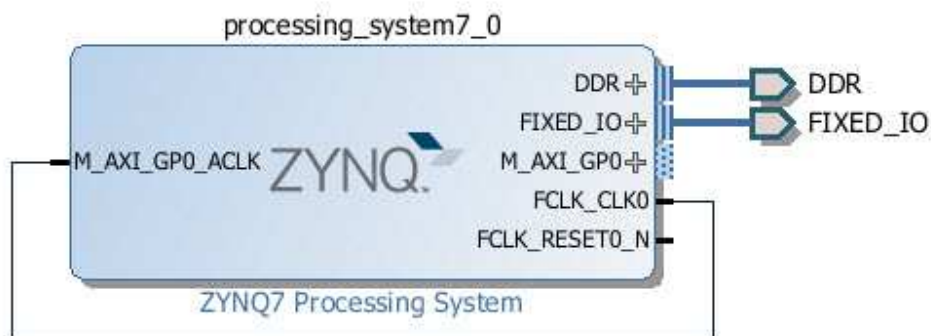 processing_system7_0
DDR
DDR
FIXED_IO
FIXED_IO
M_AXI_GP0_ACLK
ZYNQ.
M_AXI_GP0
FCLK_CLK0
FCLK_RESET0_N
ZYNQ7 Processing System